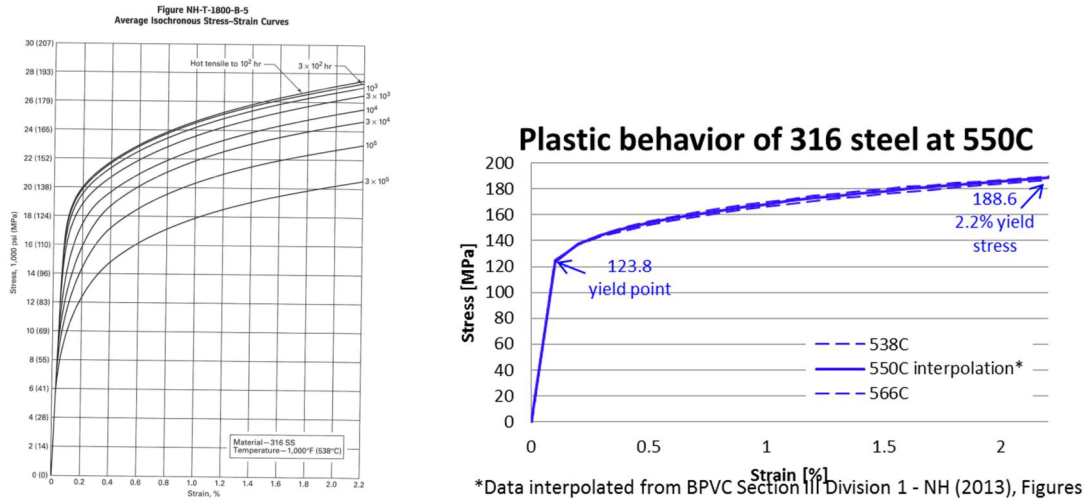 Figure NH-T-1800-B-5
Average Isochronous Stress–Strain Curves
30 (207)
28 (193)
26 (179)
24 (165)
22 (152)
20 (138)
18 (124)
16 (110)
14 (96)
12 (83)
10 (69)
8 (55)
6 (41)
4 (28)
2 (14)
0 (0)
Stress, 1,000 psi (MPa)
Hot tensile to 10² hr
3 × 10² hr
10³
3 × 10³
10⁴
3 × 10⁴
10⁵
3 × 10⁵
Material—316 SS
Temperature—1,000°F (538°C)
0 0.2 0.4 0.6 0.8 1.0 1.2 1.4 1.6 1.8 2.0 2.2
Strain, %
Plastic behavior of 316 steel at 550C
200
180
160
140
120
100
80
60
40
20
0
Stress [MPa]
188.6
2.2% yield
stress
123.8
yield point
538C
550C interpolation*
566C
0 0.5 1 1.5 2
Strain [%]
*Data interpolated from BPVC Section III Division 1 - NH (2013), Figures